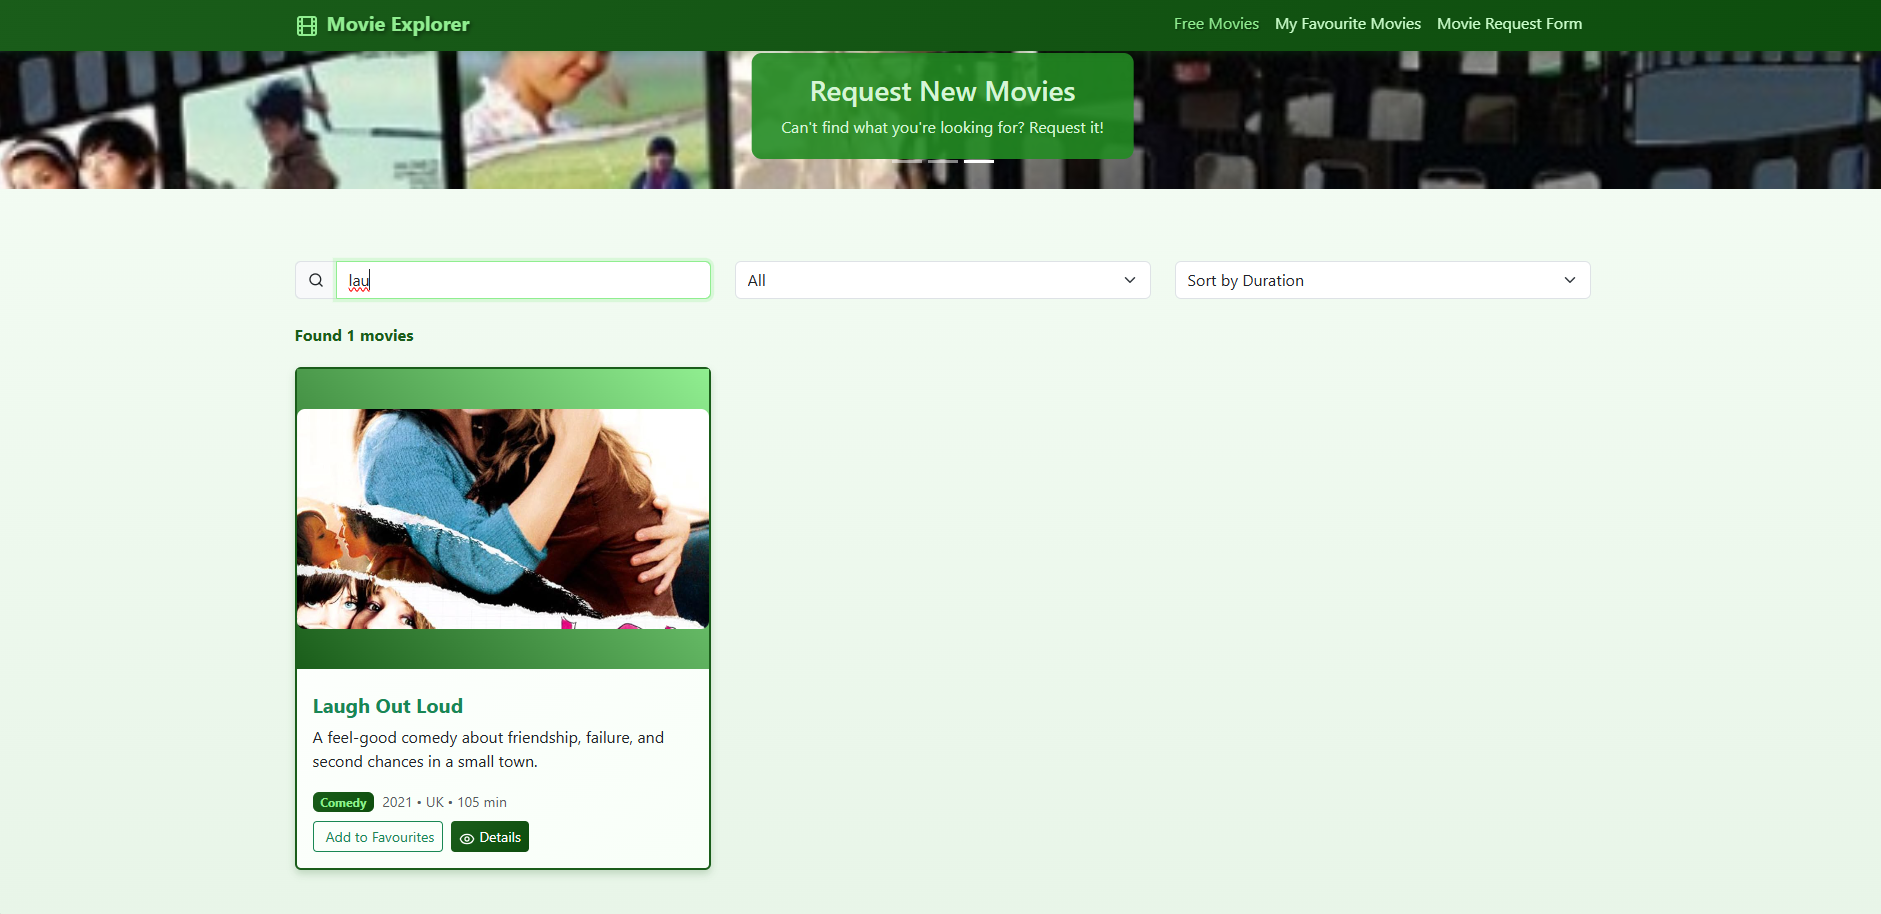 Movie Explorer
Free Movies My Favourite Movies Movie Request Form
Request New Movies
Can't find what you're looking for? Request it!
lau
All
Sort by Duration
Found 1 movies
Laugh Out Loud
A feel-good comedy about friendship, failure, and
second chances in a small town.
Comedy 2021 • UK • 105 min
Add to Favourites Details